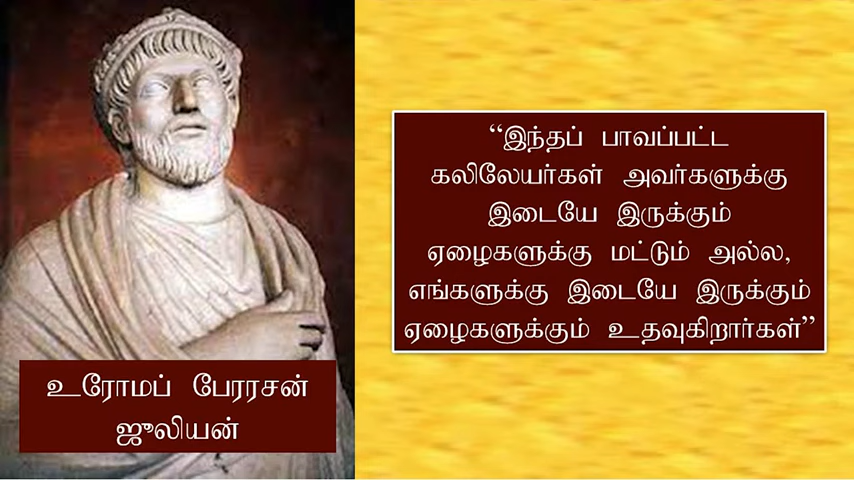 “இந்தப் பாவப்பட்ட
கலிலேயர்கள் அவர்களுக்கு
இடையே இருக்கும்
ஏழைகளுக்கு மட்டும் அல்ல,
எங்களுக்கு இடையே இருக்கும்
ஏழைகளுக்கும் உதவுகிறார்கள்”
உரோமப் பேரரசன்
ஜூலியன்